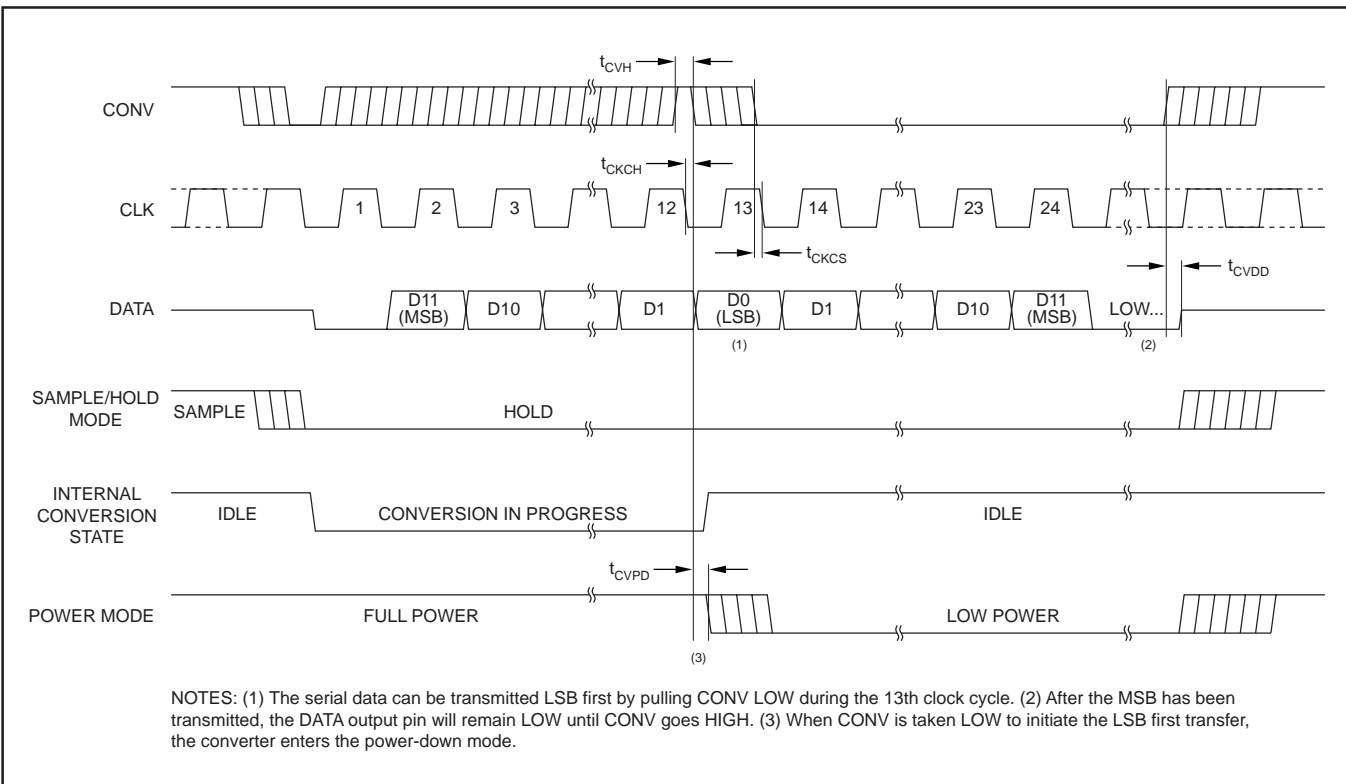 tCVH
CONV
tCKCH
CLK
1 2 3 12 13 14 23 24
tCKCS
tCVDD
DATA
D11 (MSB) D10 D1 D0 (LSB) D1 D10 D11 (MSB) LOW...
(1) (2)
SAMPLE/HOLD
MODE
SAMPLE HOLD
INTERNAL
CONVERSION
STATE
IDLE CONVERSION IN PROGRESS IDLE
tCVPD
POWER MODE FULL POWER LOW POWER
(3)
NOTES: (1) The serial data can be transmitted LSB first by pulling CONV LOW during the 13th clock cycle. (2) After the MSB has been
transmitted, the DATA output pin will remain LOW until CONV goes HIGH. (3) When CONV is taken LOW to initiate the LSB first transfer,
the converter enters the power-down mode.